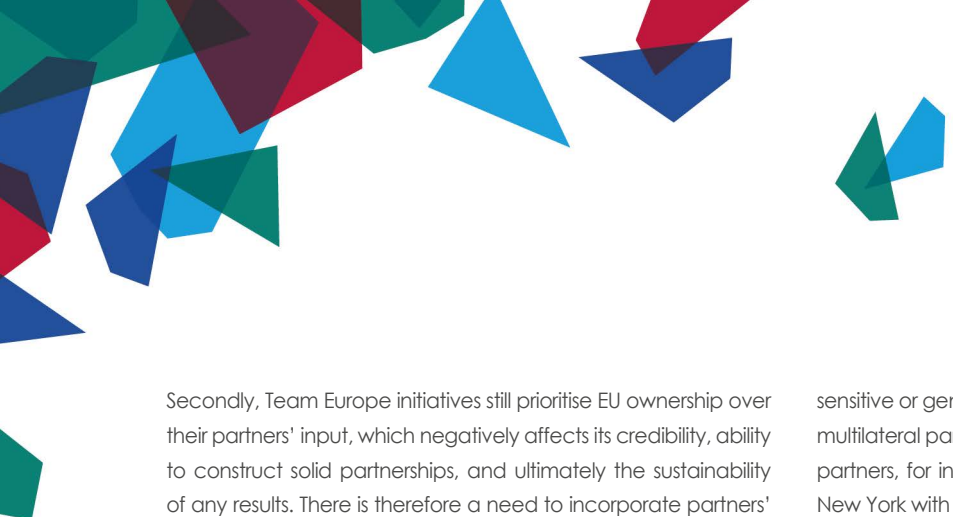 Secondly, Team Europe initiatives still prioritise EU ownership over
their partners' input, which negatively affects its credibility, ability
to construct solid partnerships, and ultimately the sustainability
of any results. There is therefore a need to incorporate partners'
sensitive or
multilateral
partners, for
New York with